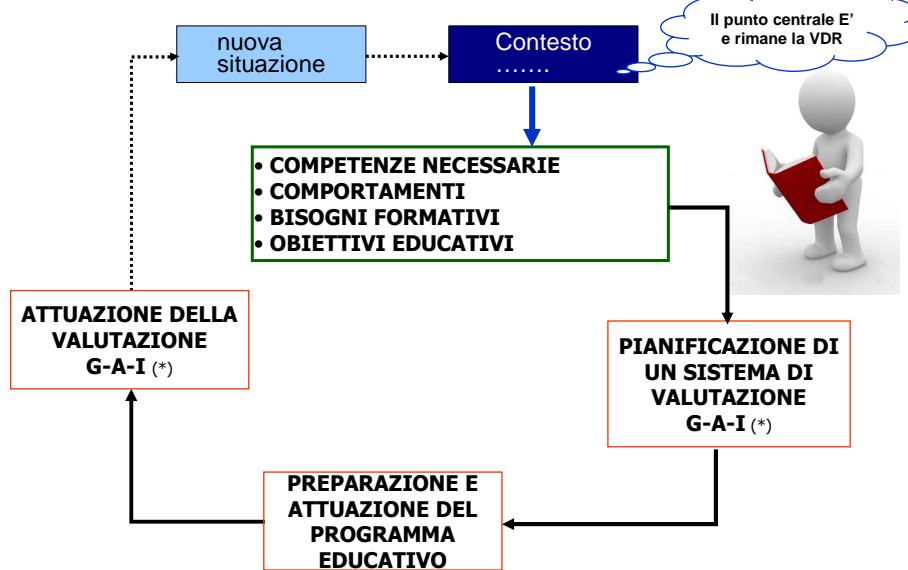 Il punto centrale E'
e rimane la VDR
nuova
situazione
Contesto
.......
• COMPETENZE NECESSARIE
• COMPORTAMENTI
• BISOGNI FORMATIVI
• OBIETTIVI EDUCATIVI
ATTUAZIONE DELLA
VALUTAZIONE
G-A-I (*)
PIANIFICAZIONE DI
UN SISTEMA DI
VALUTAZIONE
G-A-I (*)
PREPARAZIONE E
ATTUAZIONE DEL
PROGRAMMA
EDUCATIVO